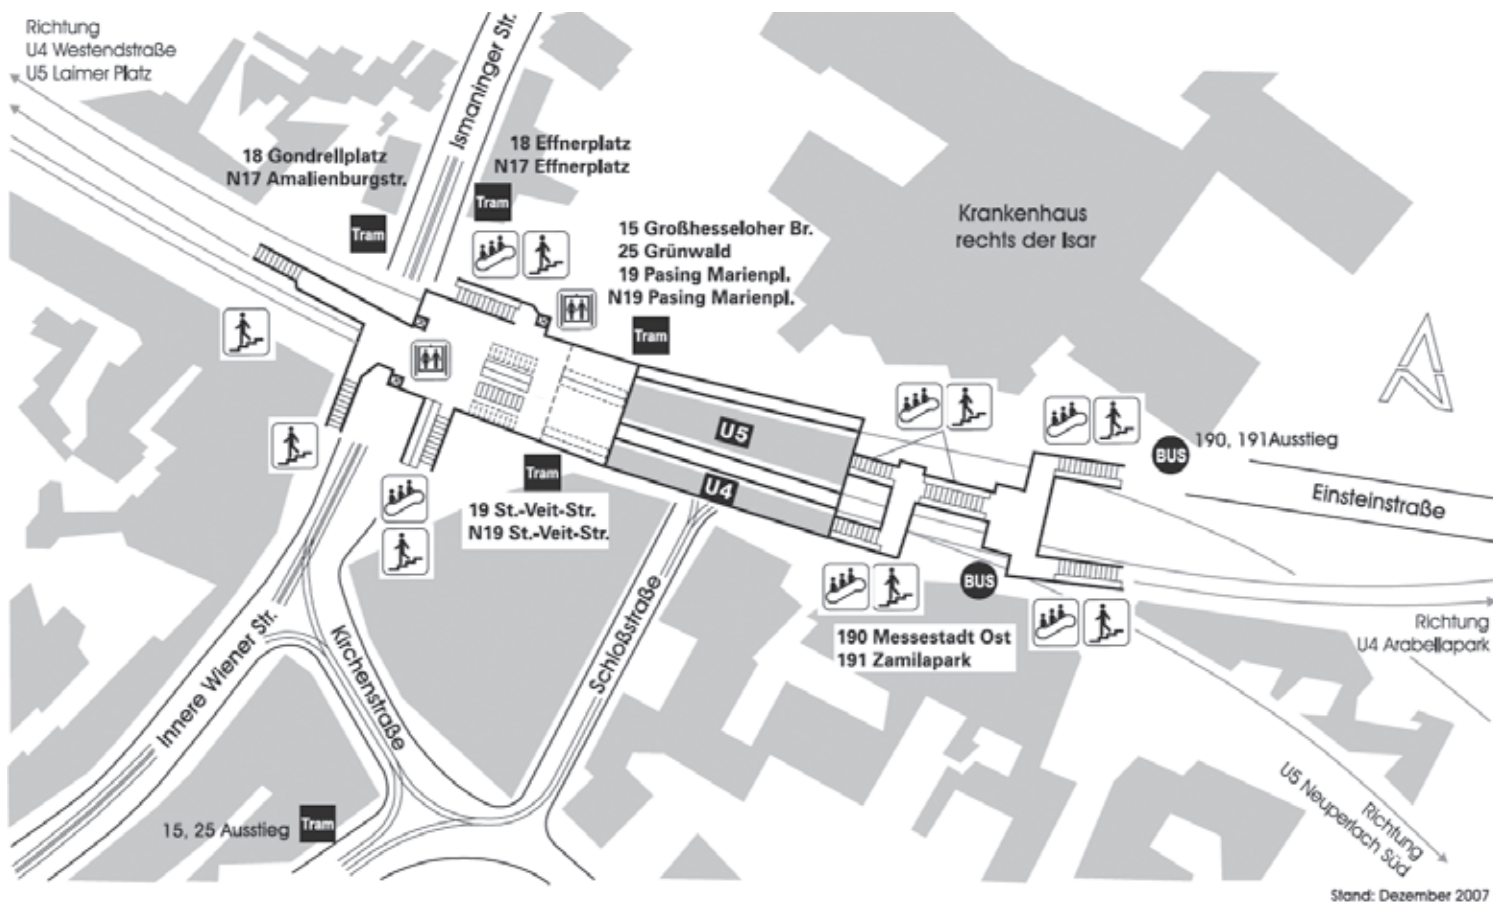 Richtung
U4 Westendstraße
U5 Laimer Platz
Ismaninger Str.
18 Gondrellplatz
N17 Amalienburgstr.
Tram
18 Effnerplatz
N17 Effnerplatz
Tram
15 Großhesseloher Br.
25 Grünwald
19 Pasing Marienpl.
N19 Pasing Marienpl.
Tram
Krankenhaus
rechts der Isar
U5
U4
Tram
19 St.-Veit-Str.
N19 St.-Veit-Str.
BUS
190, 191Ausstieg
Einsteinstraße
BUS
190 Messestadt Ost
191 Zamilapark
Richtung
U4 Arabellapark
Innere Wiener Str.
Kirchenstraße
Schloßstraße
15, 25 Ausstieg
Tram
Richtung
U5 Neuperlach Süd
Stand: Dezember 2007